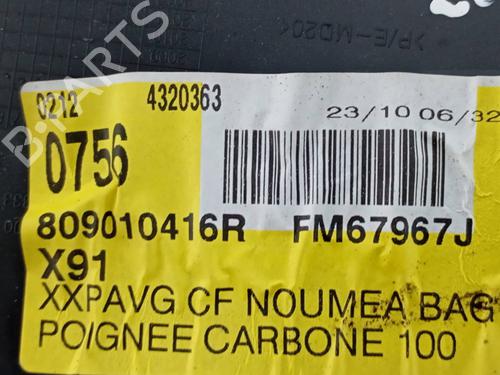 >P/E-MD20<
B-PARTS
0212 4320363
23/10 06/32
0756
809010416R FM67967J
X91
XXPAVG CF NOUMEA BAG
POIGNEE CARBONE 100